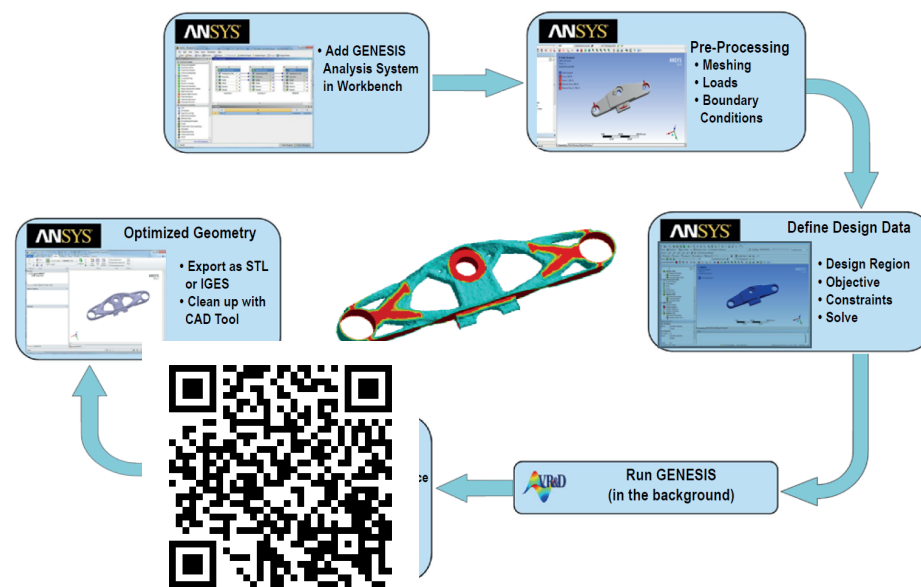 ANSYS
• Add GENESIS
Analysis System
in Workbench
ANSYS
Pre-Processing
• Meshing
• Loads
• Boundary
Conditions
ANSYS
Define Design Data
• Design Region
• Objective
• Constraints
• Solve
VR&D
Run GENESIS
(in the background)
ce
ANSYS
Optimized Geometry
• Export as STL
or IGES
• Clean up with
CAD Tool